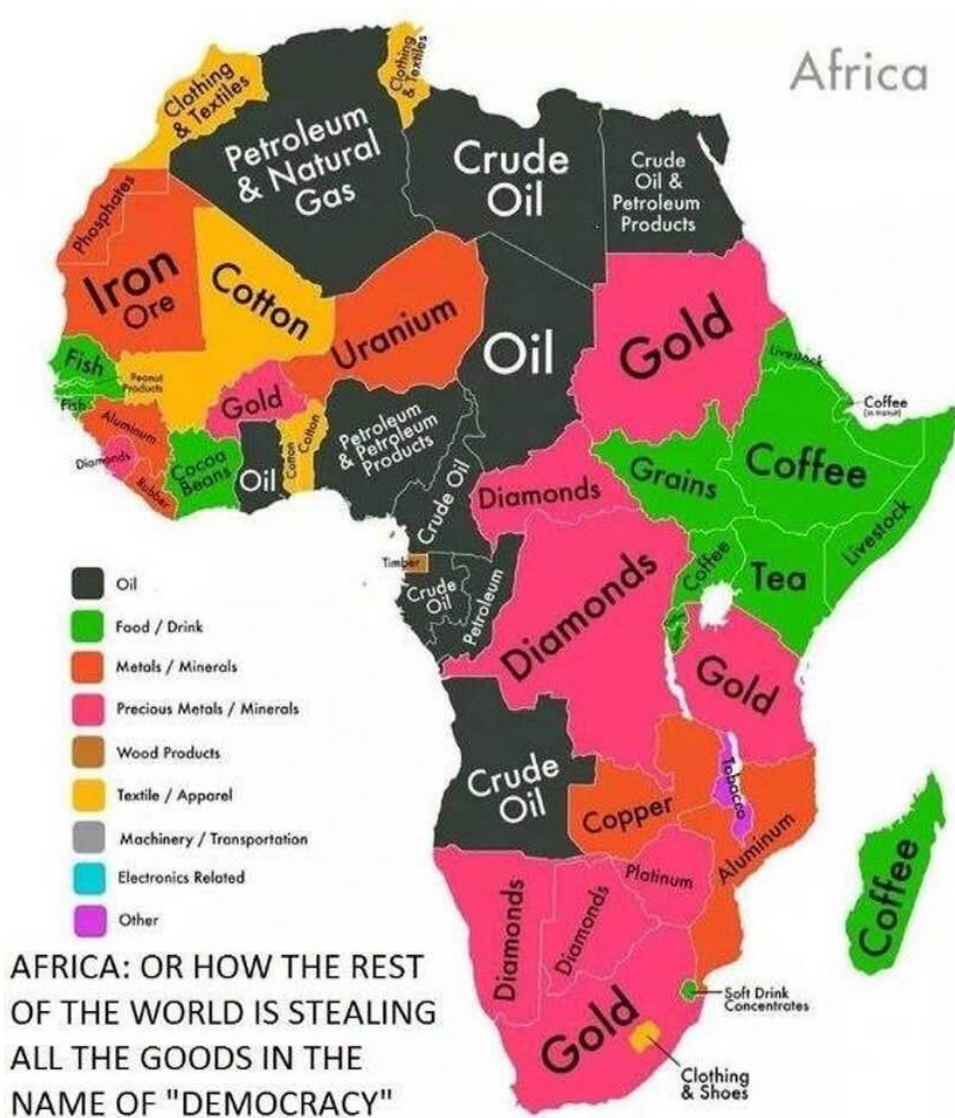 Africa
Clothing
& Textiles
Clothing
& Textiles
Petroleum
& Natural
Gas
Crude
Oil
Crude
Oil &
Petroleum
Products
Phosphates
Iron
Ore
Cotton
Uranium
Oil
Gold
Fish
Peanut
Products
Fish
Gold
Livestock
Coffee
(in transit)
Aluminum
Diamonds
Rubber
Cocoa
Beans
Oil
Cotton
Cotton
Petroleum
& Petroleum
Products
Crude Oil
Diamonds
Grains
Coffee
Livestock
Timber
Crude
Oil
Petroleum
Diamonds
Coffee
Tea
Gold
Oil
Food / Drink
Metals / Minerals
Precious Metals / Minerals
Wood Products
Textile / Apparel
Machinery / Transportation
Electronics Related
Other
Crude
Oil
Copper
Tobacco
Aluminum
Coffee
Diamonds
Diamonds
Platinum
Gold
Soft Drink
Concentrates
Clothing
& Shoes
AFRICA: OR HOW THE REST
OF THE WORLD IS STEALING
ALL THE GOODS IN THE
NAME OF "DEMOCRACY"